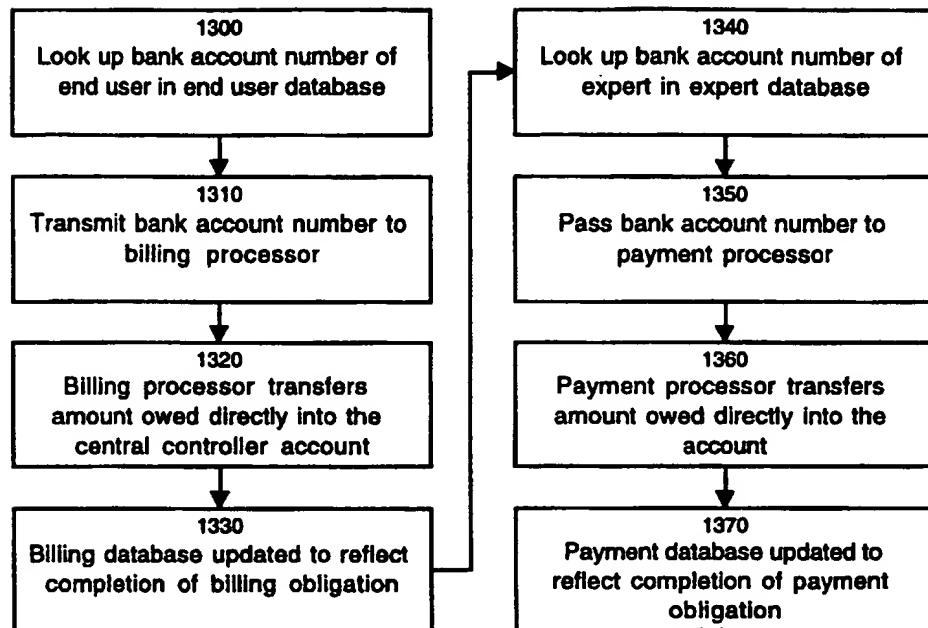 1300
Look up bank account number of
end user in end user database
1310
Transmit bank account number to
billing processor
1320
Billing processor transfers
amount owed directly into the
central controller account
1330
Billing database updated to reflect
completion of billing obligation
1340
Look up bank account number of
expert in expert database
1350
Pass bank account number to
payment processor
1360
Payment processor transfers
amount owed directly into the
account
1370
Payment database updated to
reflect completion of payment
obligation